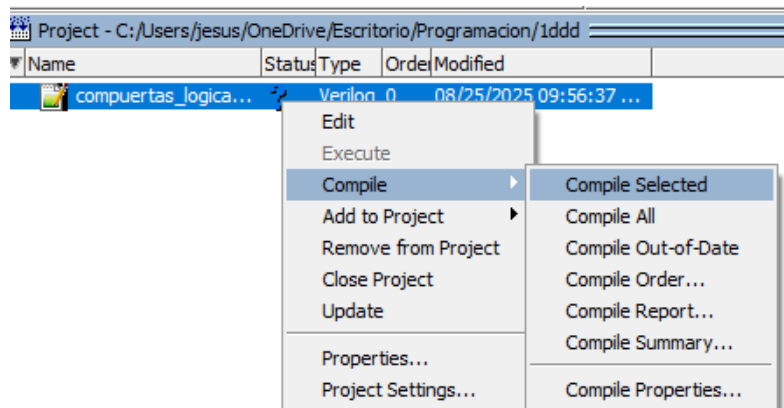 Project - C:/Users/jesus/OneDrive/Escritorio/Programacion/1ddd
Name Status Type Order Modified
compuertas_logica... Verilog 0 08/25/2025 09:56:37 ...
Edit
Execute
Compile
Add to Project
Remove from Project
Close Project
Update
Properties...
Project Settings...
Compile Selected
Compile All
Compile Out-of-Date
Compile Order...
Compile Report...
Compile Summary...
Compile Properties...